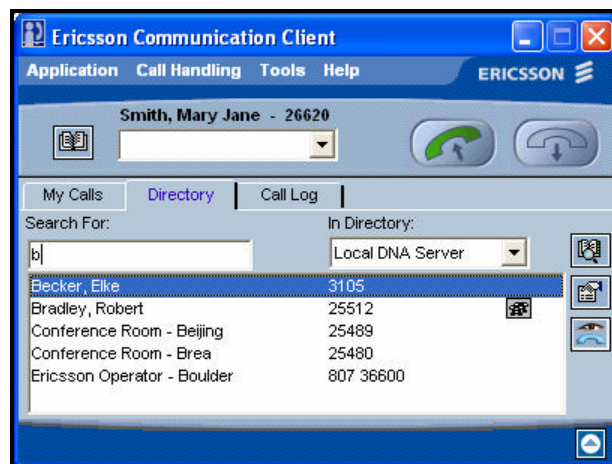 Ericsson Communication Client
Application Call Handling Tools Help ERICSSON
Smith, Mary Jane - 26620
My Calls Directory Call Log
Search For: In Directory:
b Local DNA Server
Becker, Elke 3105
Bradley, Robert 25512
Conference Room - Beijing 25489
Conference Room - Brea 25480
Ericsson Operator - Boulder 807 36600